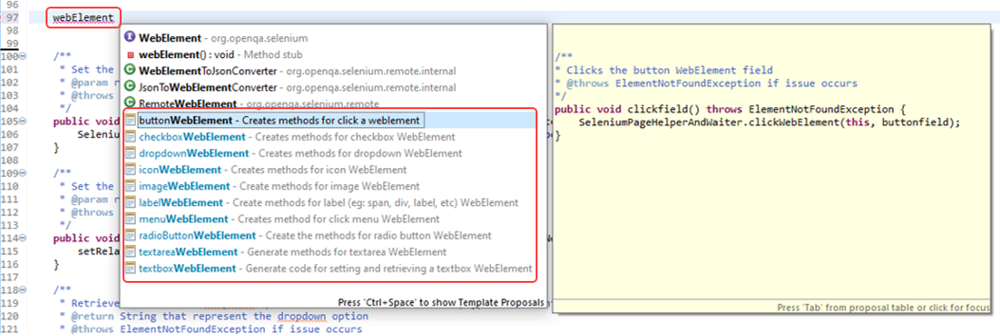 96
97 webElement
98
99
100 /**
101 * Set the
102 * @param r
103 * @throws
104 */
105 public void
106 Seleniu
107 }
108
109 /**
110 * Set the
111 * @param r
112 * @throws
113 */
114 public void
115 setRela
116 }
117
118 /**
119 * Retrieve
120 * @return String that represent the dropdown option
121 * @throws ElementNotFoundException if issue occurs
WebElement - org.openqa.selenium
webElement() : void - Method stub
WebElementToJsonConverter - org.openqa.selenium.remote.internal
JsonToWebElementConverter - org.openqa.selenium.remote.internal
RemoteWebElement - org.openqa.selenium.remote
buttonWebElement - Creates methods for click a weblement
checkboxWebElement - Creates methods for checkbox WebElement
dropdownWebElement - Creates methods for dropdown WebElement
iconWebElement - Creates methods for icon WebElement
imageWebElement - Create methods for image WebElement
labelWebElement - Create methods for label (eg: span, div, label, etc) WebElement
menuWebElement - Creates method for click menu WebElement
radioButtonWebElement - Create the methods for radio button WebElement
textareaWebElement - Generate methods for textarea WebElement
textboxWebElement - Generate code for setting and retrieving a textbox WebElement
Press 'Ctrl+Space' to show Template Proposals
/**
* Clicks the button WebElement field
* @throws ElementNotFoundException if issue occurs
*/
public void clickfield() throws ElementNotFoundException {
SeleniumPageHelperAndWaiter.clickWebElement(this, buttonfield);
}
Press 'Tab' from proposal table or click for focus